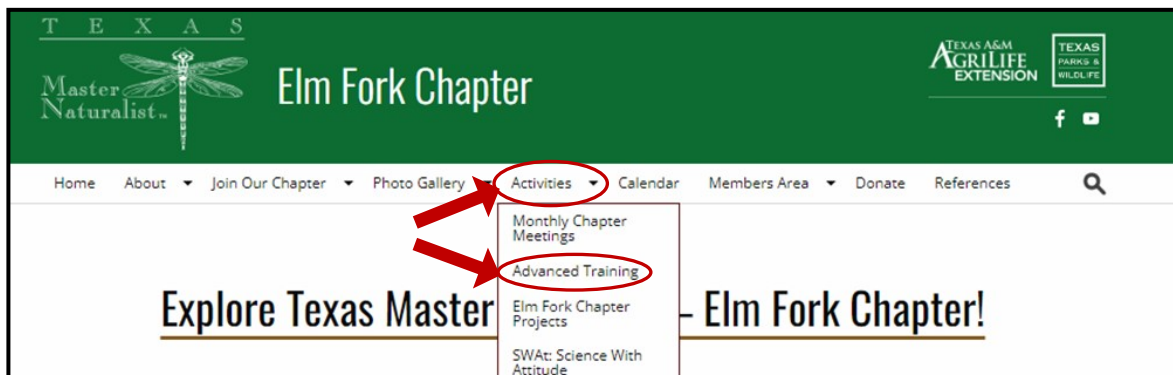 TEXAS
Master
Naturalist™
Elm Fork Chapter
TEXAS A&M
AGRILIFE
EXTENSION
TEXAS
PARKS &
WILDLIFE
Home About Join Our Chapter Photo Gallery Activities Calendar Members Area Donate References
Monthly Chapter
Meetings
Advanced Training
Elm Fork Chapter
Projects
SWAt: Science With
Attitude
Explore Texas Master – Elm Fork Chapter!